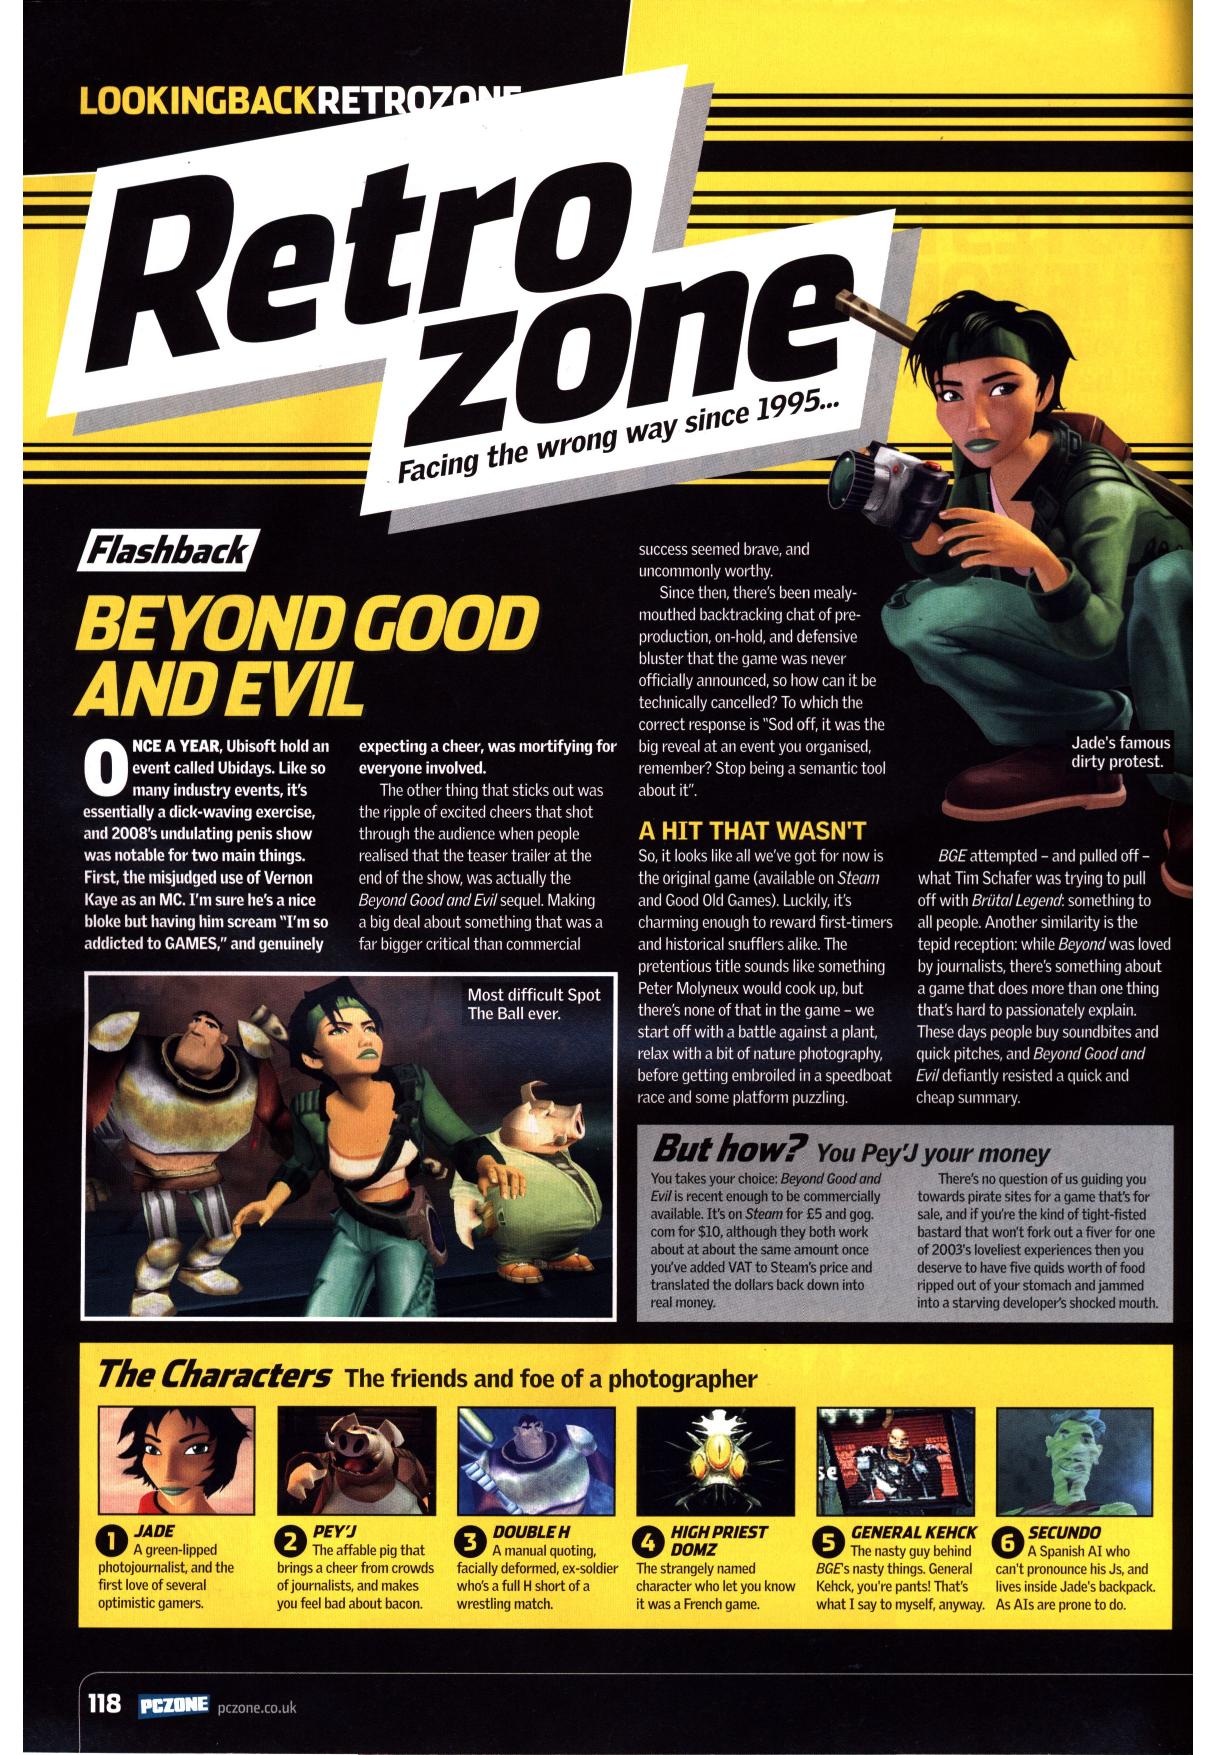 LOOKINGBACKRETROZONE
Retro
zone
Facing the wrong way since 1995...
Flashback
BEYOND GOOD
AND EVIL
ONCE A YEAR, Ubisoft hold an
event called Ubidays. Like so
many industry events, it's
essentially a dick-waving exercise,
and 2008's undulating penis show
was notable for two main things.
First, the misjudged use of Vernon
Kaye as an MC. I'm sure he's a nice
bloke but having him scream "I'm so
addicted to GAMES," and genuinely
expecting a cheer, was mortifying for
everyone involved.
The other thing that sticks out was
the ripple of excited cheers that shot
through the audience when people
realised that the teaser trailer at the
end of the show, was actually the
Beyond Good and Evil sequel. Making
a big deal about something that was a
far bigger critical than commercial
success seemed brave, and
uncommonly worthy.
Since then, there's been mealy-
mouthed backtracking chat of pre-
production, on-hold, and defensive
bluster that the game was never
officially announced, so how can it be
technically cancelled? To which the
correct response is "Sod off, it was the
big reveal at an event you organised,
remember? Stop being a semantic tool
about it".
Jade's famous
dirty protest.
A HIT THAT WASN'T
So, it looks like all we've got for now is
the original game (available on Steam
and Good Old Games). Luckily, it's
charming enough to reward first-timers
and historical snufflers alike. The
pretentious title sounds like something
Peter Molyneux would cook up, but
there's none of that in the game – we
start off with a battle against a plant,
relax with a bit of nature photography,
before getting embroiled in a speedboat
race and some platform puzzling.
BGE attempted – and pulled off –
what Tim Schafer was trying to pull
off with Brütal Legend: something to
all people. Another similarity is the
tepid reception: while Beyond was loved
by journalists, there's something about
a game that does more than one thing
that's hard to passionately explain.
These days people buy soundbites and
quick pitches, and Beyond Good and
Evil defiantly resisted a quick and
cheap summary.
Most difficult Spot
The Ball ever.
But how? You Pey'J your money
You takes your choice: Beyond Good and
Evil is recent enough to be commercially
available. It's on Steam for £5 and gog.
com for $10, although they both work
about at about the same amount once
you've added VAT to Steam's price and
translated the dollars back down into
real money.
There's no question of us guiding you
towards pirate sites for a game that's for
sale, and if you're the kind of tight-fisted
bastard that won't fork out a fiver for one
of 2003's loveliest experiences then you
deserve to have five quids worth of food
ripped out of your stomach and jammed
into a starving developer's shocked mouth.
The Characters The friends and foe of a photographer
1 JADE
A green-lipped
photojournalist, and the
first love of several
optimistic gamers.
2 PEY'J
The affable pig that
brings a cheer from crowds
of journalists, and makes
you feel bad about bacon.
3 DOUBLE H
A manual quoting,
facially deformed, ex-soldier
who's a full H short of a
wrestling match.
4 HIGH PRIEST
DOMZ
The strangely named
character who let you know
it was a French game.
5 GENERAL KEHCK
The nasty guy behind
BGE's nasty things. General
Kehck, you're pants! That's
what I say to myself, anyway.
6 SECUNDO
A Spanish AI who
can't pronounce his Js, and
lives inside Jade's backpack.
As AIs are prone to do.
118 PCZONE pczone.co.uk